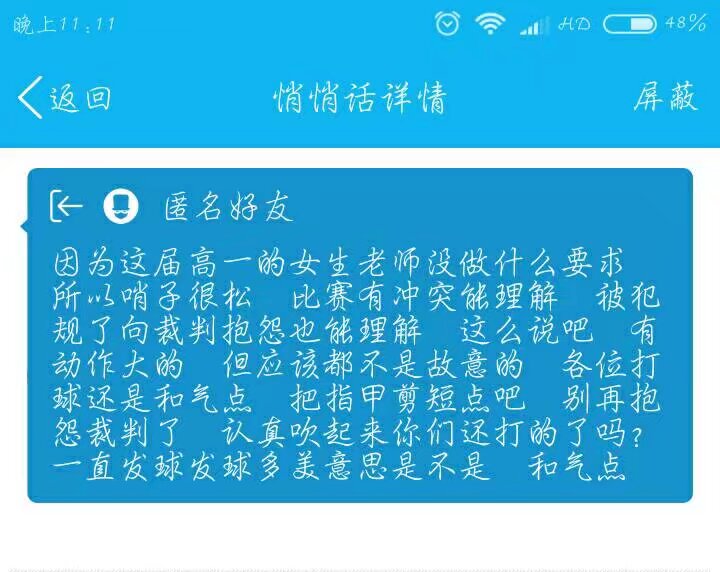 晚上11:11 HD 48%
返回 悄悄话详情 屏蔽
匿名好友
因为这届高一的女生老师没做什么要求
所以哨子很松 比赛有冲突能理解 被犯
规了向裁判抱怨也能理解 这么说吧 有
动作大的 但应该都不是故意的 各位打
球还是和气点 把指甲剪短点吧 别再抱
怨裁判了 认真吹起来你们还打的了吗?
一直发球发球多美意思是不是 和气点